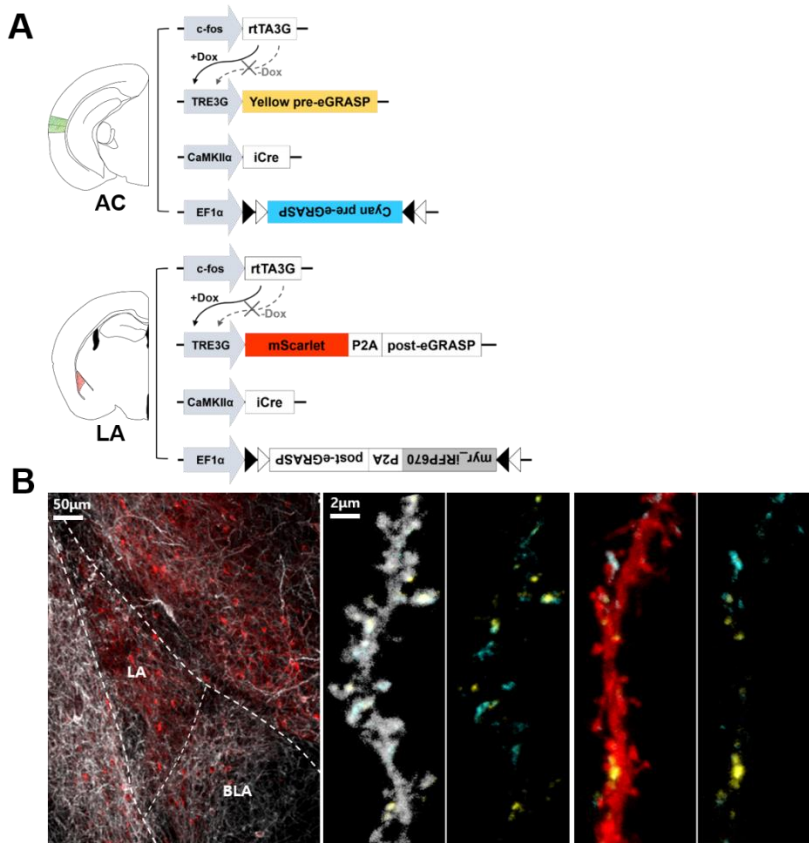 A
c-fos
rtTA3G
+Dox
-Dox
TRE3G
Yellow pre-eGRASP
CaMKIIα
iCre
AC
EF1α
Cyan pre-eGRASP
c-fos
rtTA3G
+Dox
-Dox
TRE3G
mScarlet
P2A
post-eGRASP
CaMKIIα
iCre
LA
EF1α
post-eGRASP
P2A
myr_iRFP670
B
50μm
2μm
LA
BLA